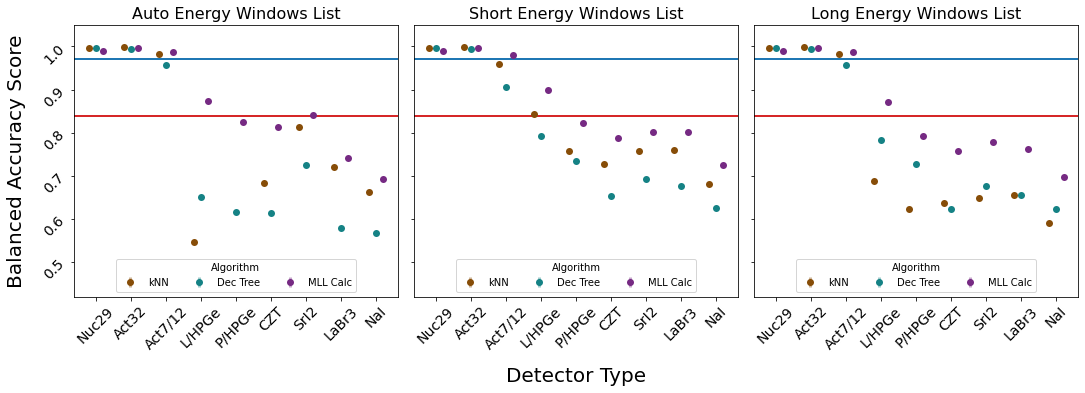 Auto Energy Windows List
Short Energy Windows List
Long Energy Windows List
Balanced Accuracy Score
1.0
0.9
0.8
0.7
0.6
0.5
Algorithm
kNN Dec Tree MLL Calc
Algorithm
kNN Dec Tree MLL Calc
Algorithm
kNN Dec Tree MLL Calc
Nuc29 Act32 Act7/12 L/HPGe P/HPGe CZT SrI2 LaBr3 NaI
Nuc29 Act32 Act7/12 L/HPGe P/HPGe CZT SrI2 LaBr3 NaI
Nuc29 Act32 Act7/12 L/HPGe P/HPGe CZT SrI2 LaBr3 NaI
Detector Type